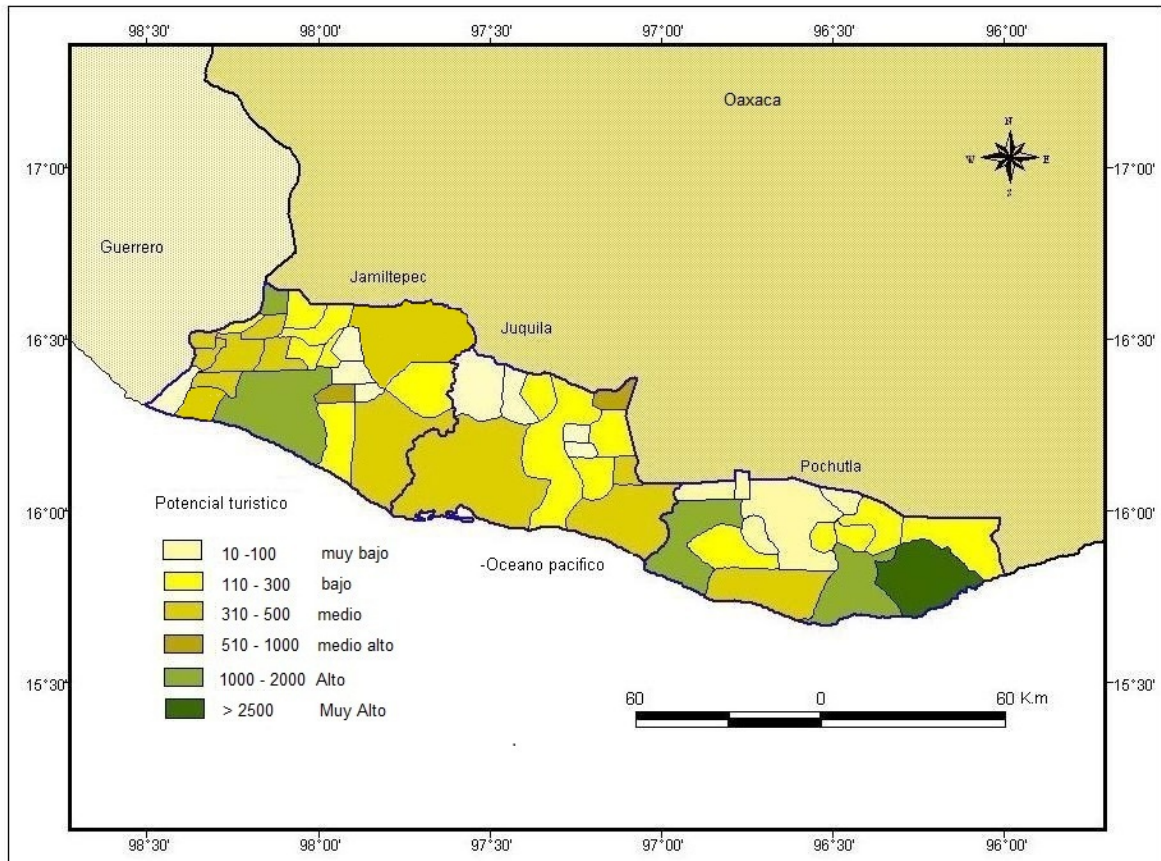 98°30' 98°00' 97°30' 97°00' 96°30' 96°00'
Oaxaca
N
W E
S
17°00' 17°00'
Guerrero
Jamiltepec
Juquila
16°30' 16°30'
Pochutla
Potencial turistico
16°00' 16°00'
-Oceano pacifico
10 -100 muy bajo
110 - 300 bajo
310 - 500 medio
510 - 1000 medio alto
1000 - 2000 Alto
> 2500 Muy Alto
15°30' 15°30'
60 0 60 K.m
98°30' 98°00' 97°30' 97°00' 96°30' 96°00'